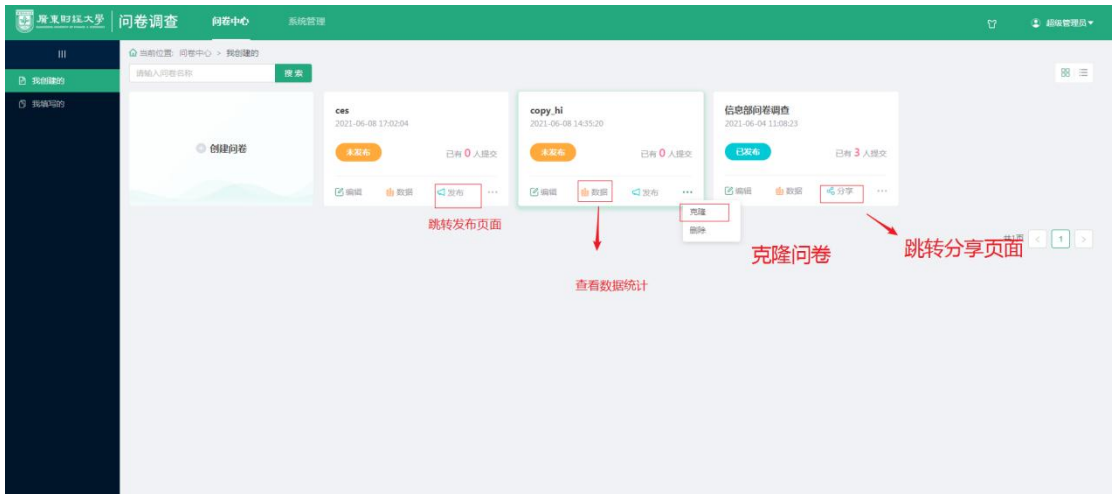 广東财经大学 问卷调查 问卷中心 系统管理 超级管理员
当前位置: 问卷中心 > 我创建的
请输入问卷名称 搜索
我创建的
我填写的
创建问卷
ces
2021-06-08 17:02:04
未发布 已有 0 人提交
编辑 数据 发布 ...
copy_hi
2021-06-08 14:35:20
未发布 已有 0 人提交
编辑 数据 发布 ...
克隆
删除
信息部问卷调查
2021-06-04 11:08:23
已发布 已有 3 人提交
编辑 数据 分享 ...
跳转发布页面
查看数据统计
克隆问卷
跳转分享页面
共1页 < 1 >